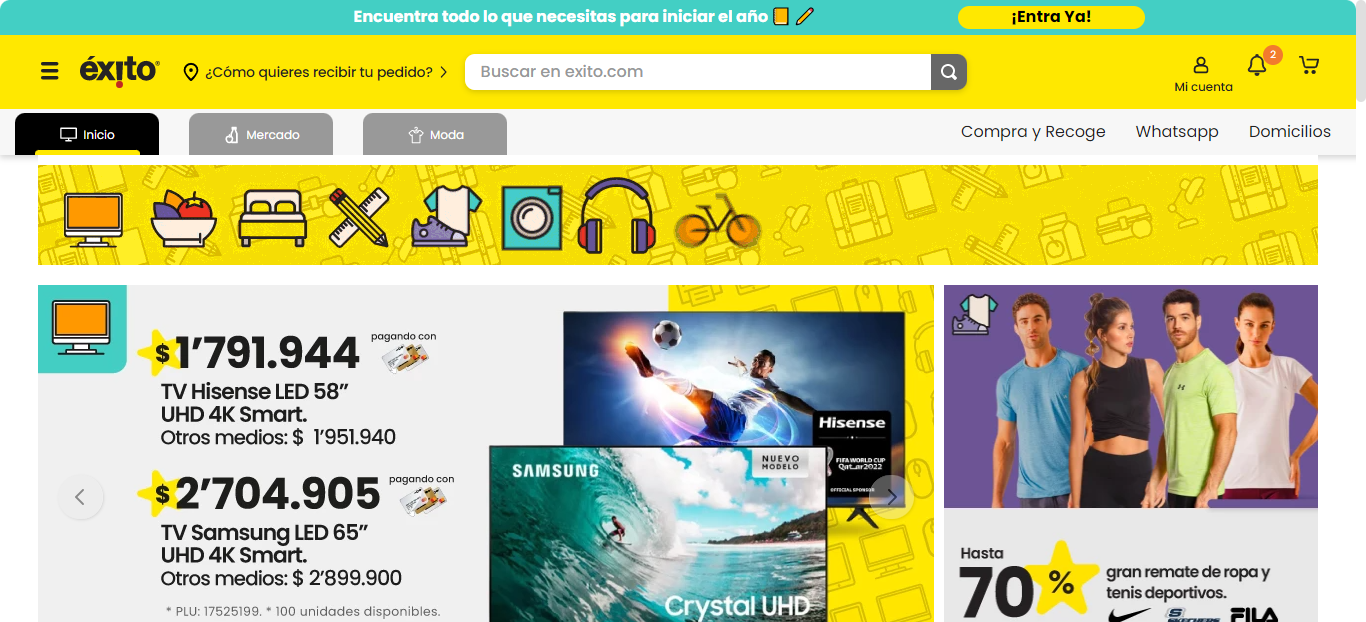 Encuentra todo lo que necesitas para iniciar el año
¡Entra Ya!
éxito
¿Cómo quieres recibir tu pedido?
Buscar en exito.com
Mi cuenta
2
Inicio
Mercado
Moda
Compra y Recoge
Whatsapp
Domicilios
$1’791.944
pagando con
TV Hisense LED 58”
UHD 4K Smart.
Otros medios: $ 1’951.940
$2’704.905
pagando con
TV Samsung LED 65”
UHD 4K Smart.
Otros medios: $ 2’899.900
* PLU: 17525199. * 100 unidades disponibles.
Hisense
FIFA WORLD CUP
Qatar2022
OFFICIAL SPONSOR
SAMSUNG
NUEVO
MODELO
Crystal UHD
Hasta
70%
gran remate de ropa y
tenis deportivos.
SKECHERS
FILA